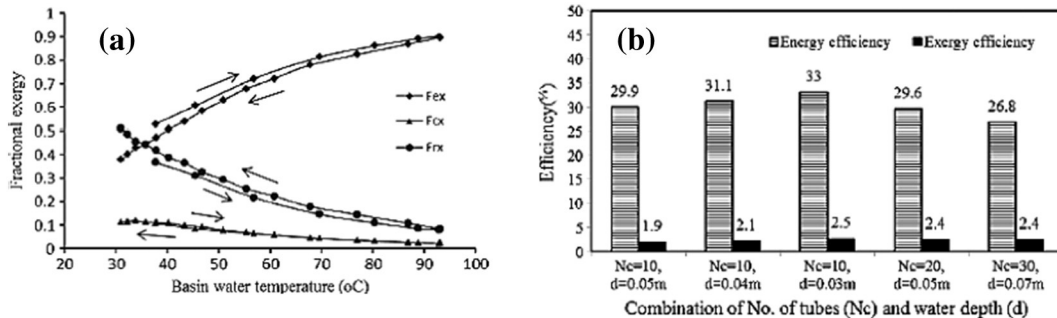 (a)
Fractional exergy
1
0.9
0.8
0.7
0.6
0.5
0.4
0.3
0.2
0.1
0
20 30 40 50 60 70 80 90 100
Basin water temperature (oC)
Fex
Fcx
Frx
(b)
Efficiency(%)
50
45
40
35
30
25
20
15
10
5
0
Energy efficiency Exergy efficiency
29.9 31.1 33 29.6 26.8
1.9 2.1 2.5 2.4 2.4
Nc=10, Nc=10, Nc=10, Nc=20, Nc=30,
d=0.05m d=0.04m d=0.03m d=0.05m d=0.07m
Combination of No. of tubes (Nc) and water depth (d)